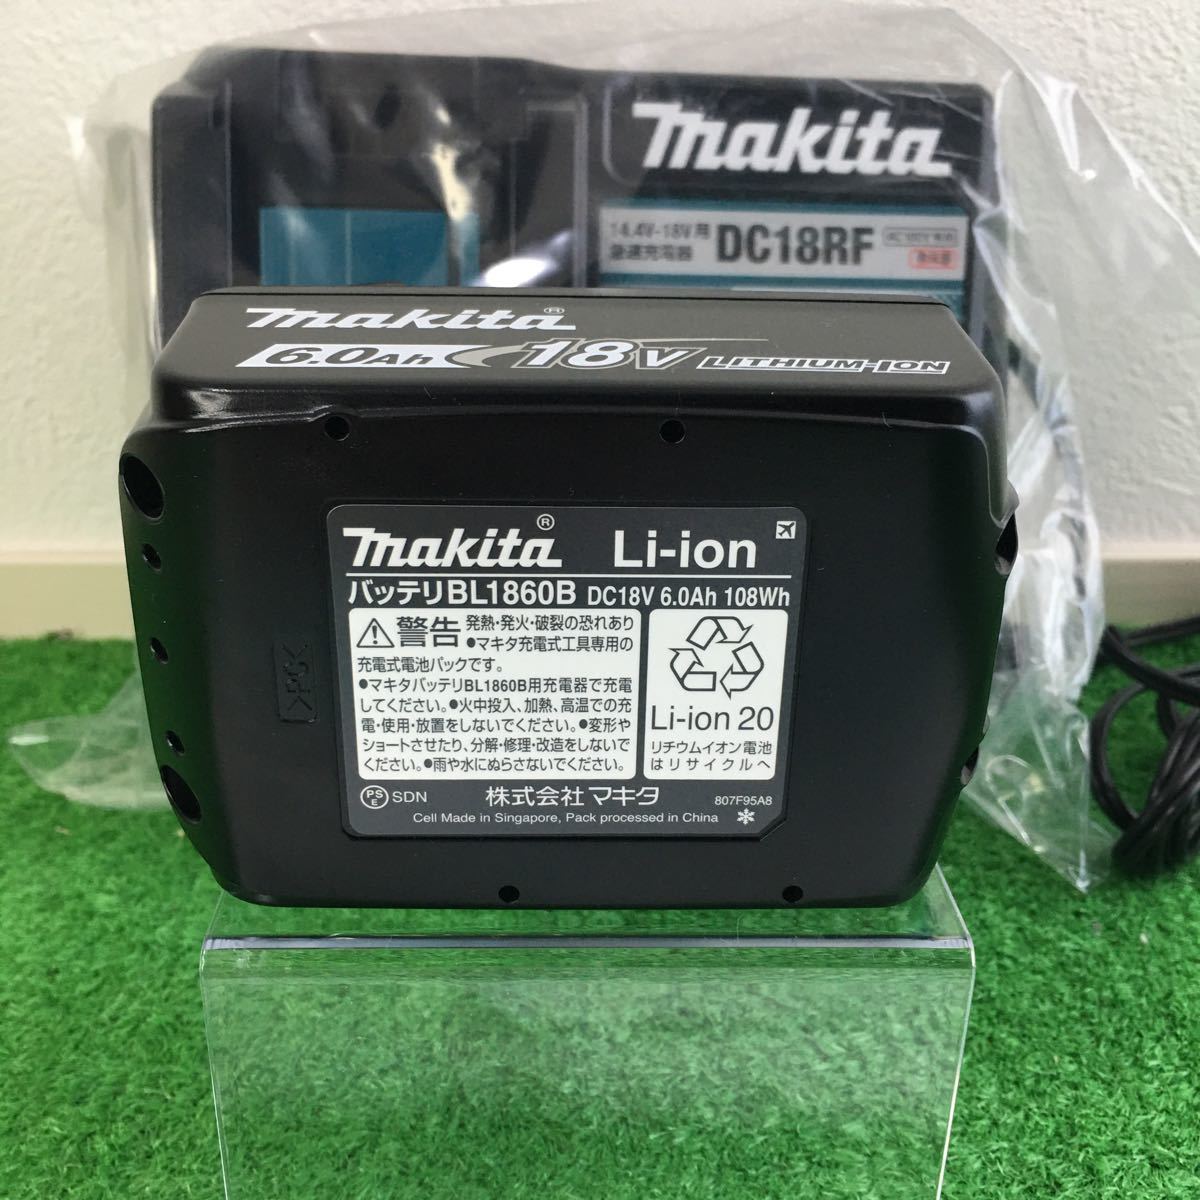 makita
14.4V-18V用
急速充電器
DC18RF
makita®
6.0Ah 18V LITHIUM-ION
makita® Li-ion
バッテリBL1860B DC18V 6.0Ah 108Wh
警告 発熱・発火・破裂の恐れあり
●マキタ充電式工具専用の
充電式電池パックです。
●マキタバッテリBL1860B用充電器で充電
してください。●火中投入、加熱、高温での充
電・使用・放置をしないでください。●変形や
ショートさせたり、分解・修理・改造をしないで
ください。●雨や水にぬらさないでください。
Li-ion 20
リチウムイオン電池
はリサイクルへ
PSE SDN 株式会社 マキタ 807F95A8
Cell Made in Singapore, Pack processed in China
>PC<